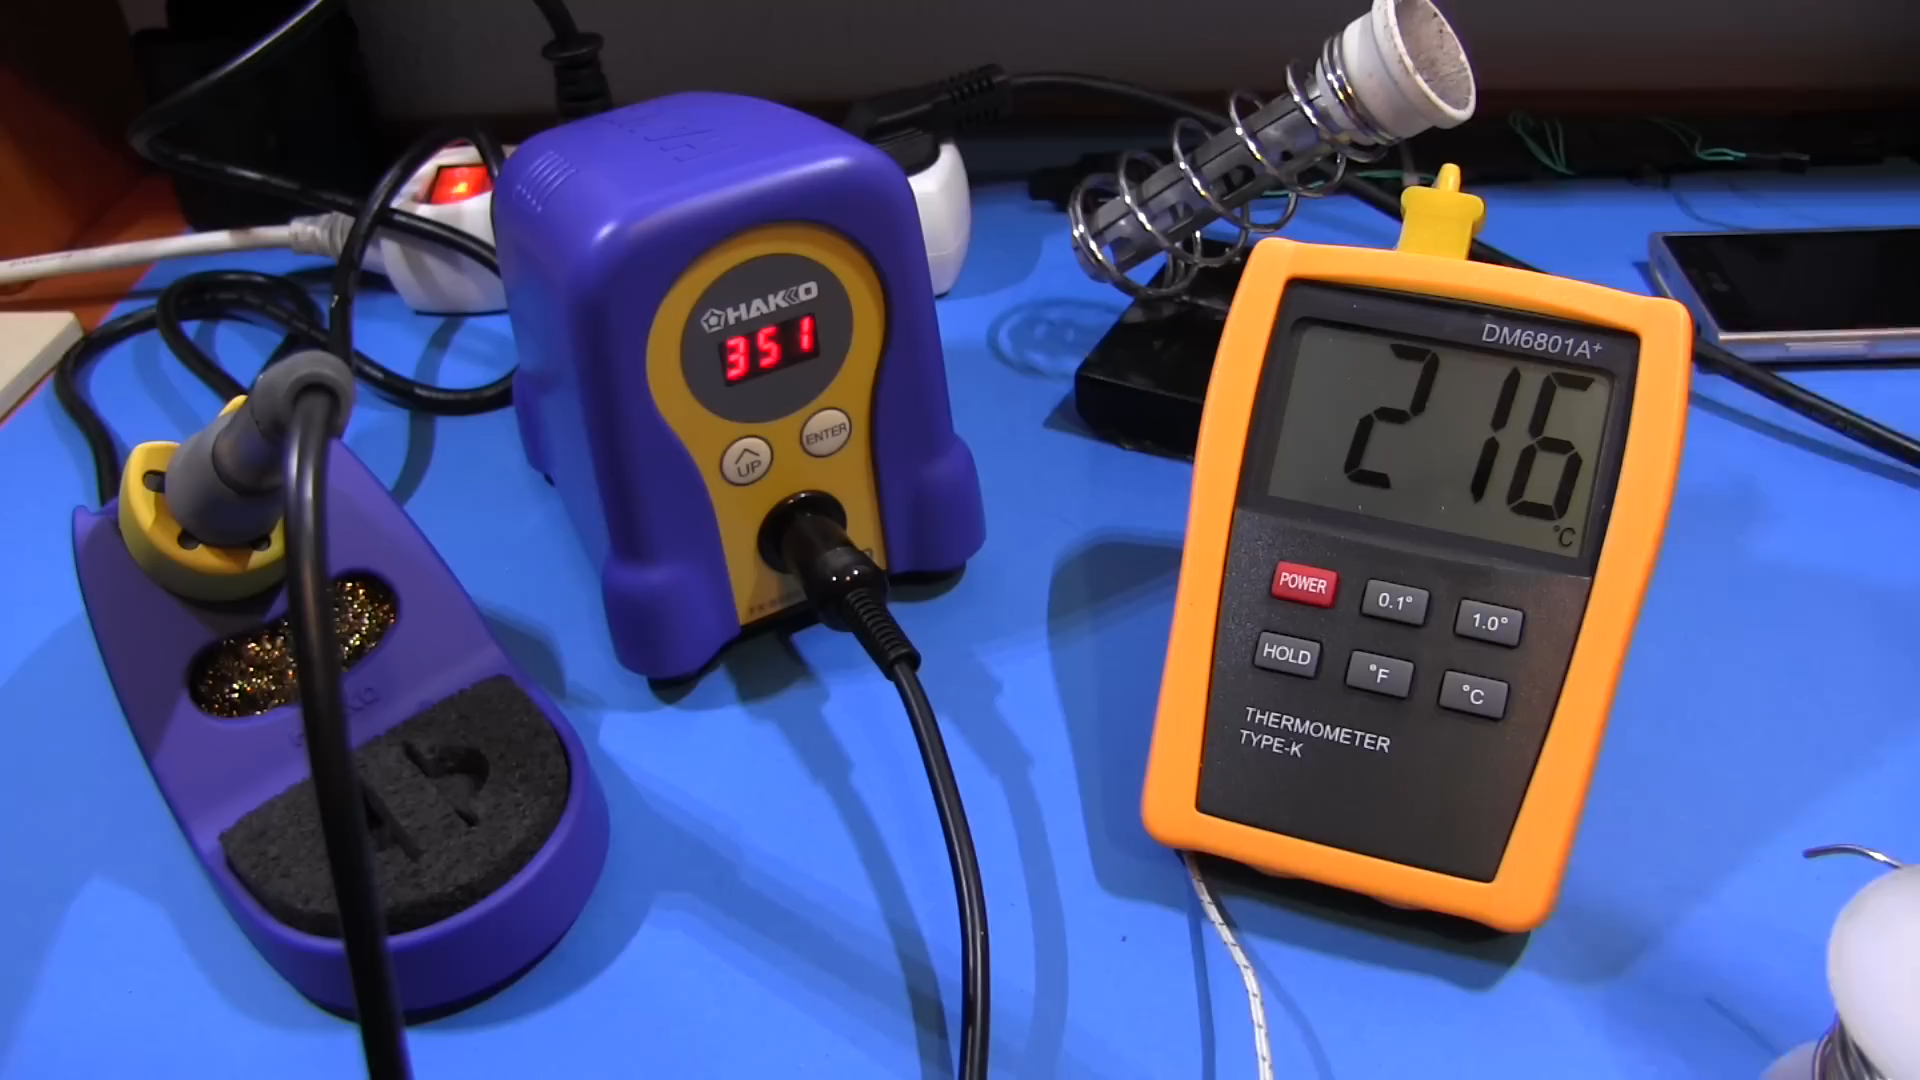 HAKKO
351
UP
ENTER
DM6801A+
216
°C
POWER
0.1°
1.0°
HOLD
°F
°C
THERMOMETER
TYPE-K